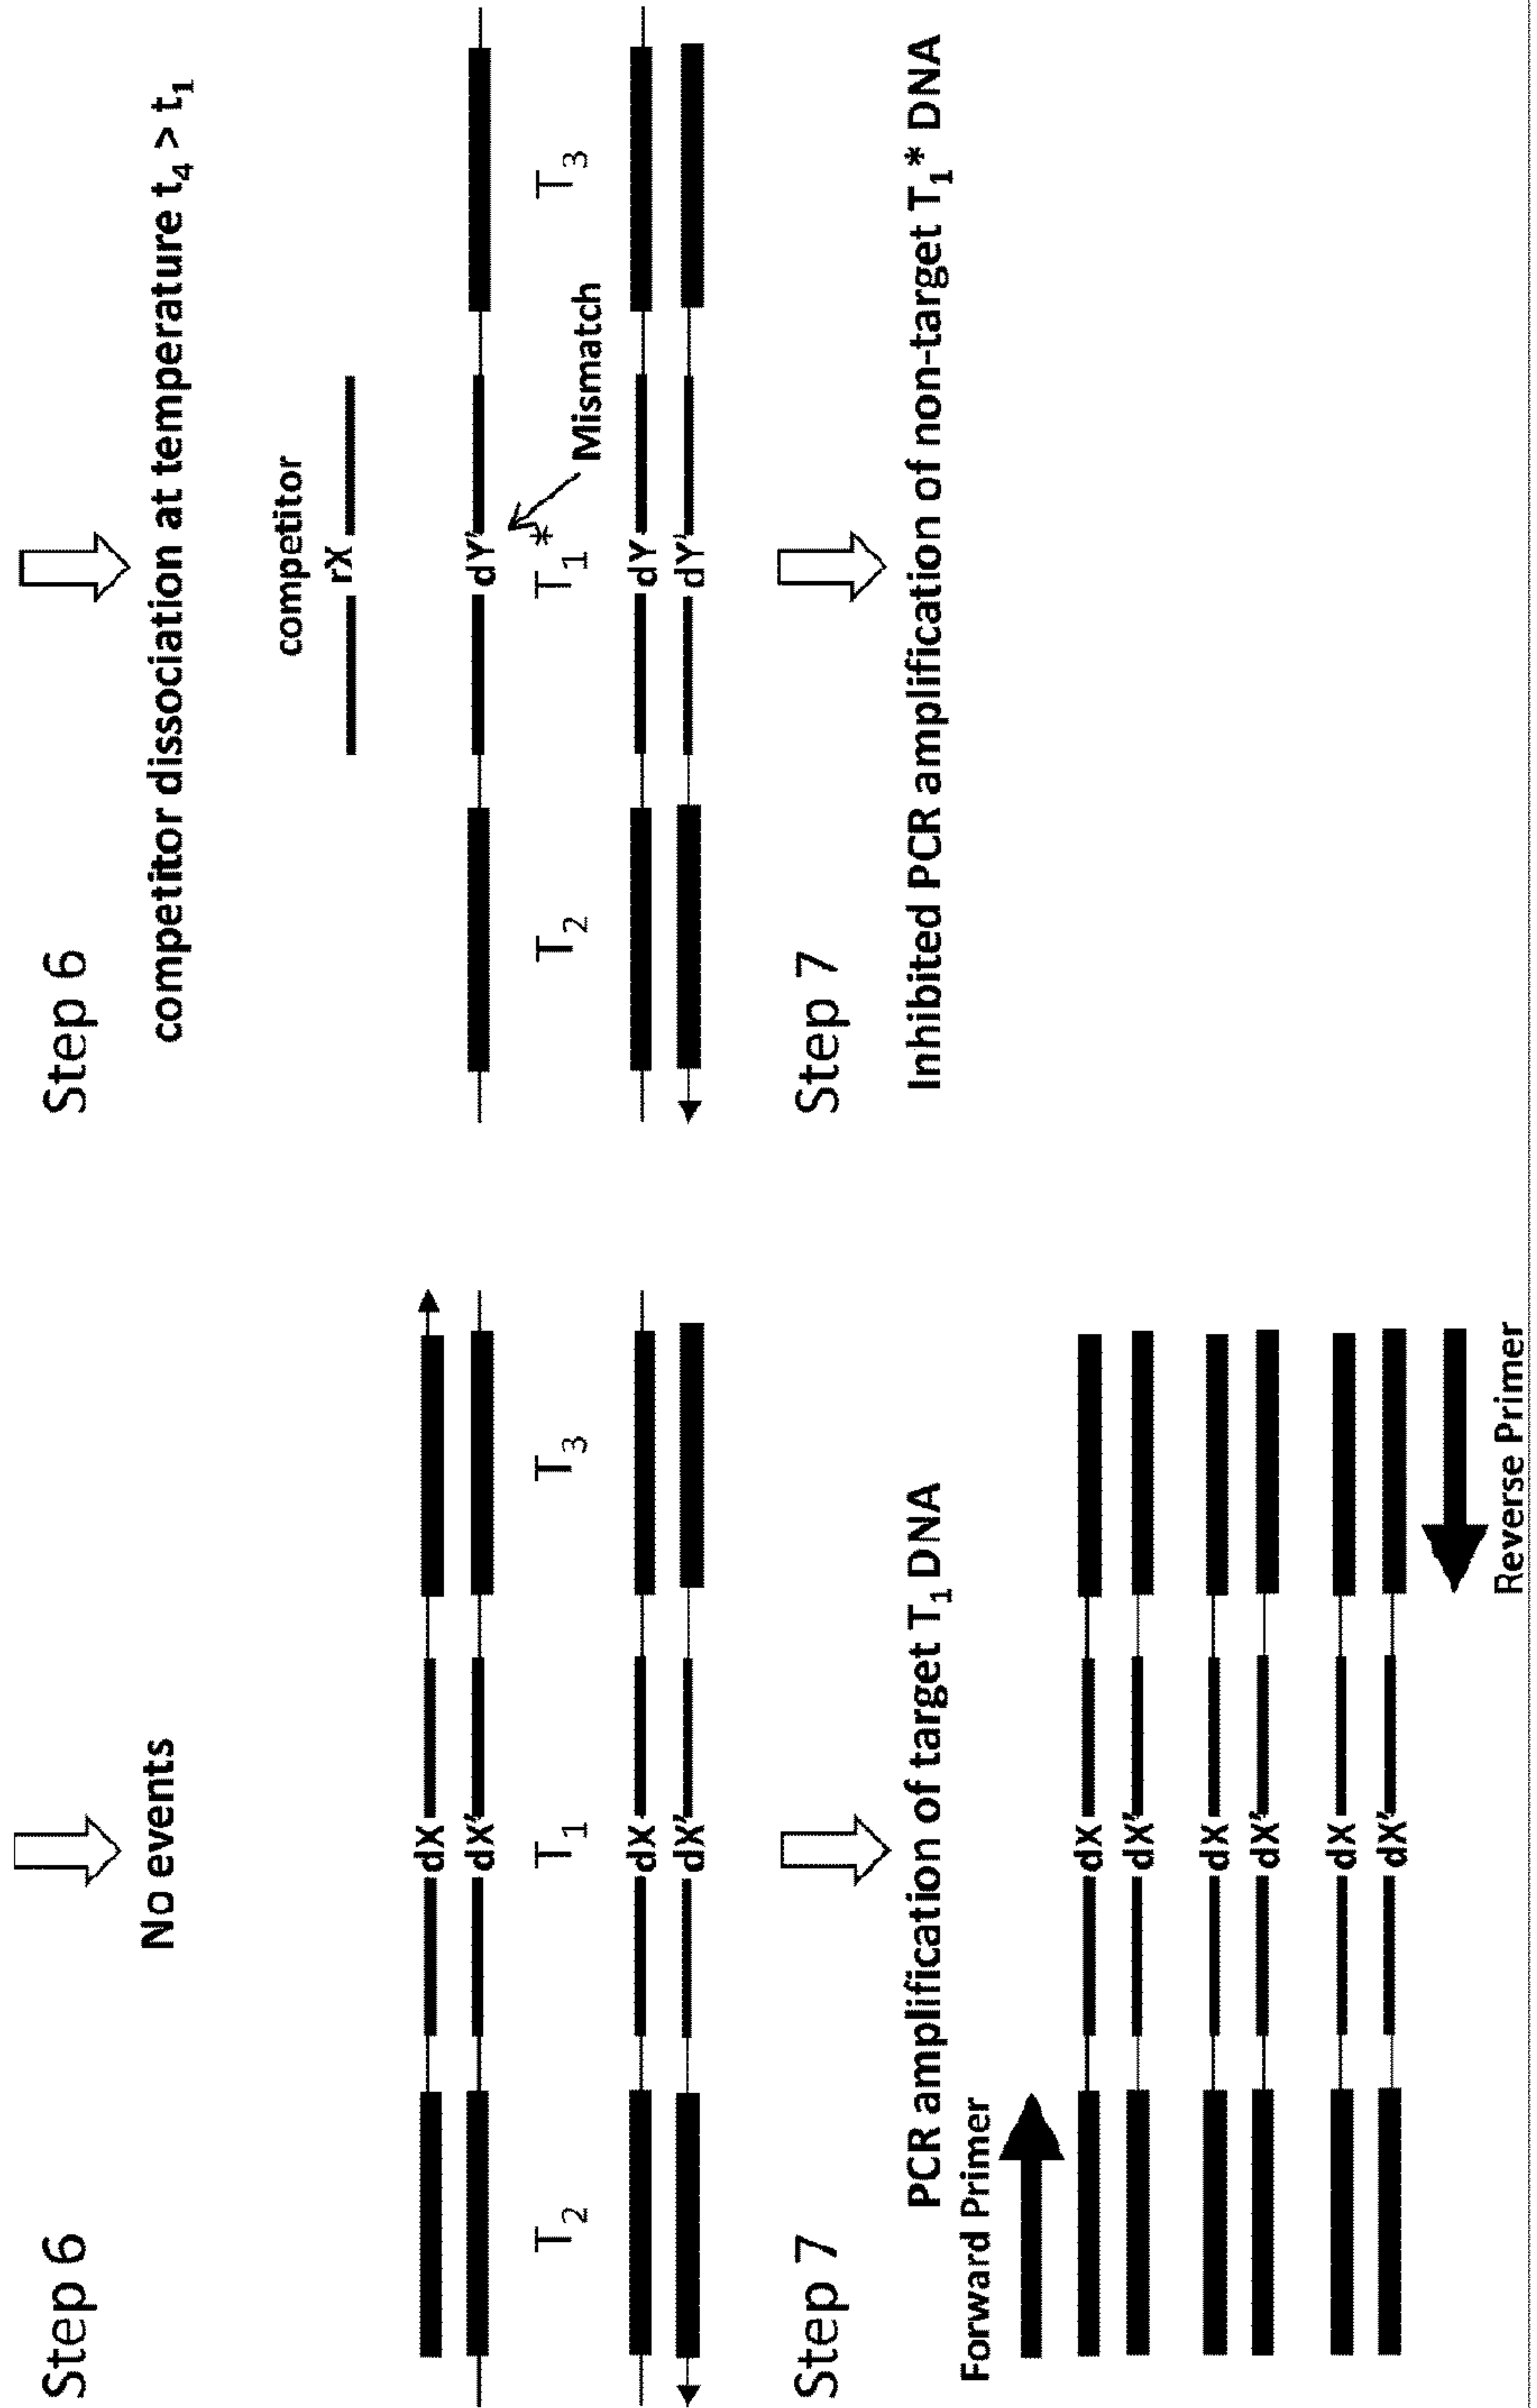 Step 6
No events
dX
dX'
T₂ T₁ T₃
dX
dX'
Step 7
PCR amplification of target T₁ DNA
Forward Primer
dX
dX'
dX
dX'
dX
dX'
Reverse Primer
Step 6
competitor dissociation at temperature t₄ > t₁
competitor
rX
dY'
Mismatch
T₂ T₁* T₃
dY
dY'
Step 7
Inhibited PCR amplification of non-target T₁* DNA